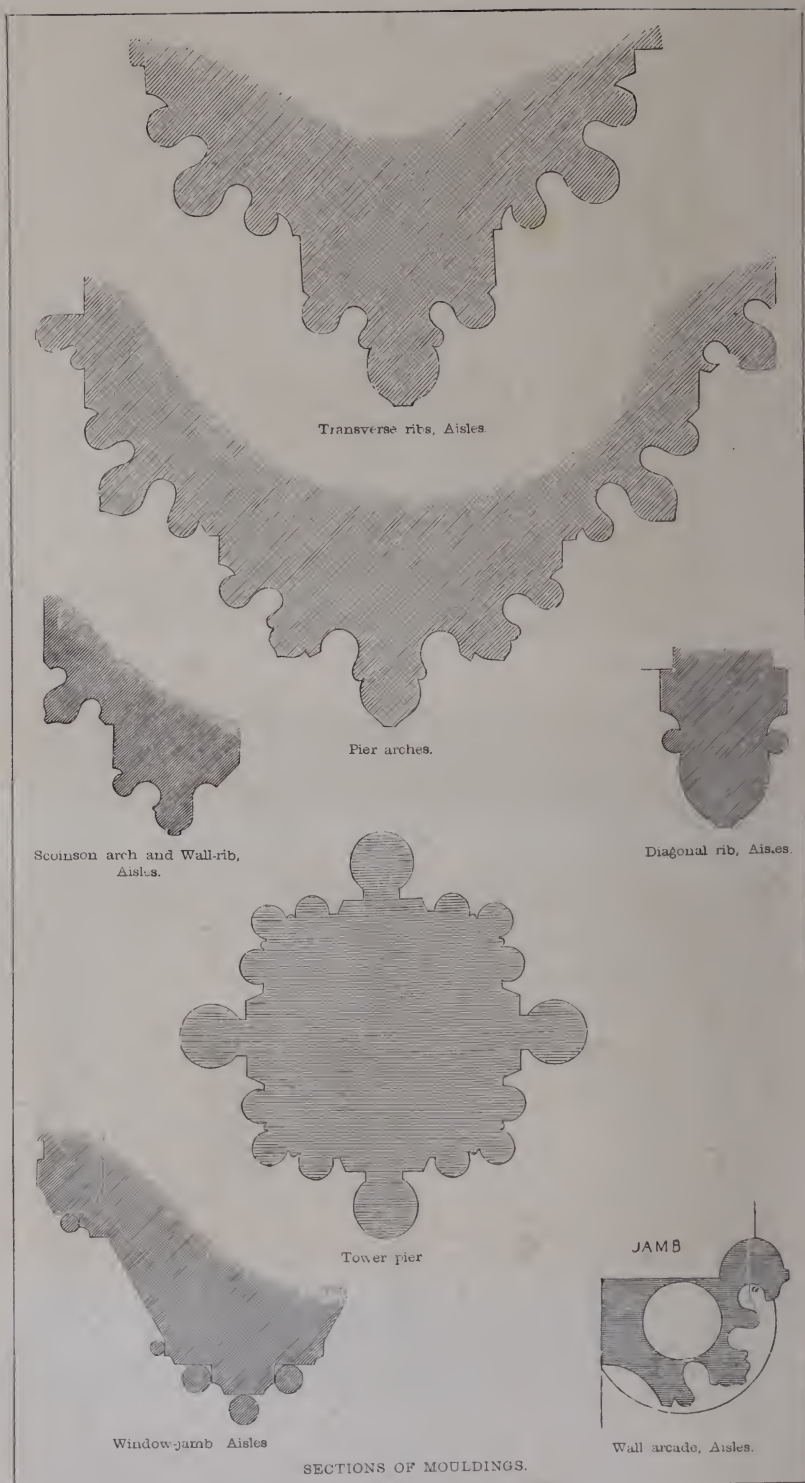 Transverse ribs, Aisles.
Pier arches.
Scoinson arch and Wall-rib,
Aisles.
Diagonal rib, Aisles.
Tower pier
JAMB
Window-jamb Aisles
Wall arcade, Aisles.
SECTIONS OF MOULDINGS.